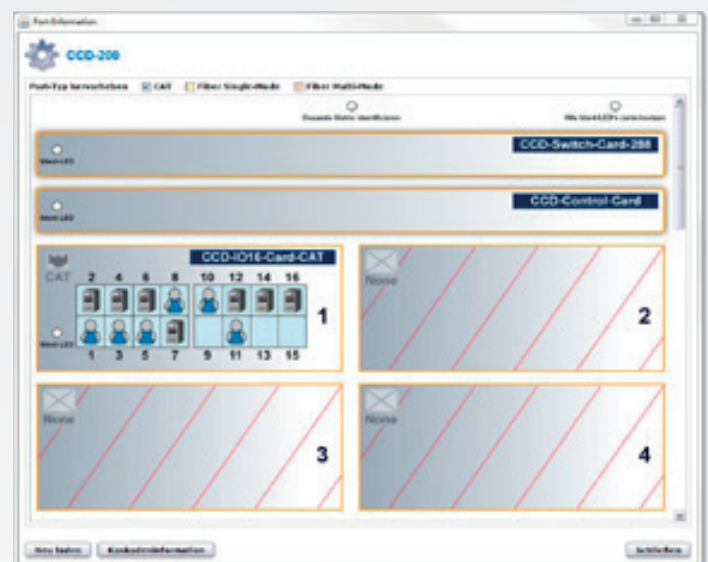 Port-Information
CCD-288
Port-Typ hervorheben CAT Fiber Single-Mode Fiber Multi-Mode
Gesamte Matrix identifizieren
Alle Ident-LEDs zurücksetzen
CCD-Switch-Card-288
Ident-LED
CCD-Control-Card
Ident-LED
CCD-IO16-Card-CAT
CAT
2 4 6 8 10 12 14 16
1
Ident-LED
1 3 5 7 9 11 13 15
None
2
None
3
None
4
Neu laden
Kaskadeninformation
Schließen